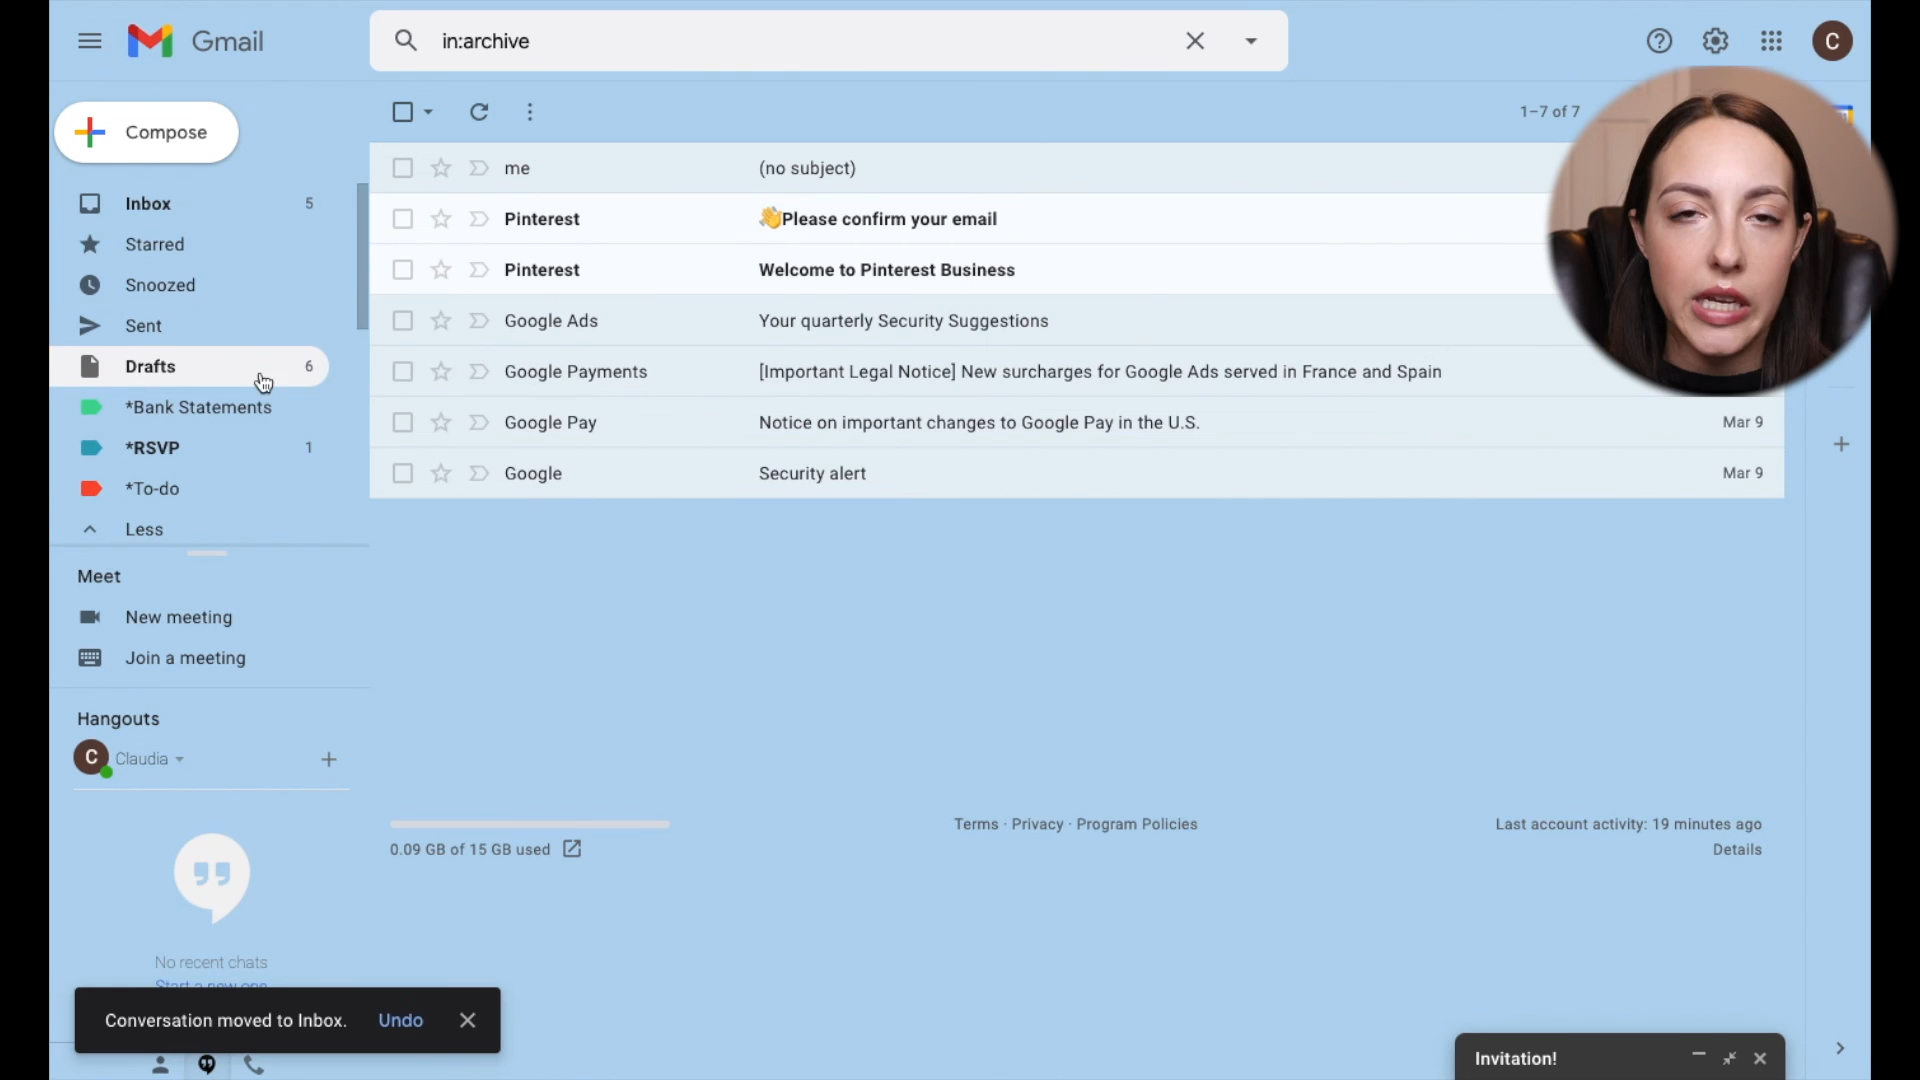 Gmail
in:archive
C
Compose
1–7 of 7
Inbox 5
Starred
Snoozed
Sent
Drafts 6
*Bank Statements
*RSVP 1
*To-do
Less
me (no subject)
Pinterest 👋Please confirm your email
Pinterest Welcome to Pinterest Business
Google Ads Your quarterly Security Suggestions
Google Payments [Important Legal Notice] New surcharges for Google Ads served in France and Spain
Google Pay Notice on important changes to Google Pay in the U.S. Mar 9
Google Security alert Mar 9
Meet
New meeting
Join a meeting
Hangouts
C Claudia
No recent chats
Start a new one
0.09 GB of 15 GB used
Terms · Privacy · Program Policies
Last account activity: 19 minutes ago
Details
Conversation moved to Inbox. Undo
Invitation!